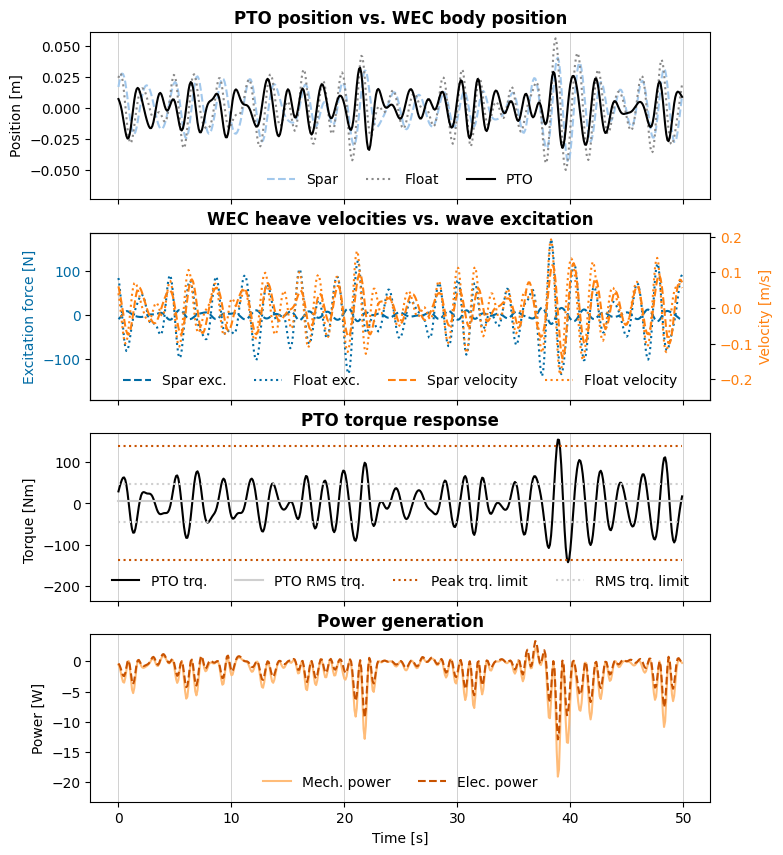 PTO position vs. WEC body position
Position [m]
0.050
0.025
0.000
−0.025
−0.050
Spar Float PTO
WEC heave velocities vs. wave excitation
Excitation force [N]
100
0
−100
0.2
0.1
0.0
−0.1
−0.2
Velocity [m/s]
Spar exc. Float exc. Spar velocity Float velocity
PTO torque response
Torque [Nm]
100
0
−100
−200
PTO trq. PTO RMS trq. Peak trq. limit RMS trq. limit
Power generation
Power [W]
0
−5
−10
−15
−20
Mech. power Elec. power
0 10 20 30 40 50
Time [s]